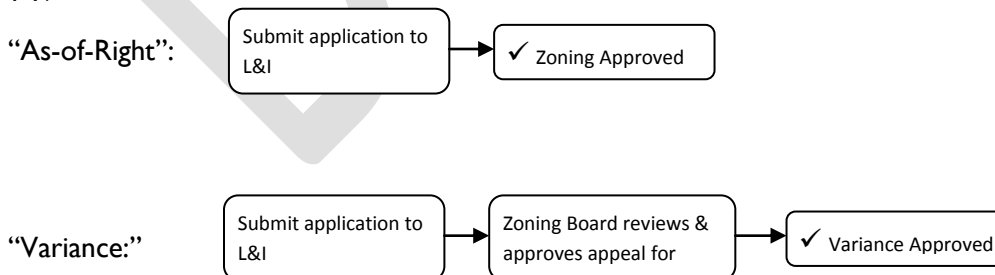 “As-of-Right”:
Submit application to
L&I
✓ Zoning Approved
“Variance:”
Submit application to
L&I
Zoning Board reviews &
approves appeal for
✓ Variance Approved